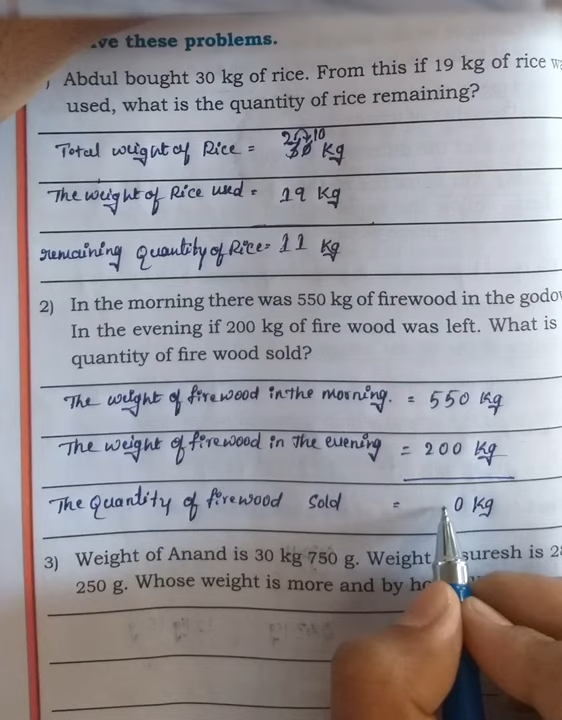 ve these problems.
Abdul bought 30 kg of rice. From this if 19 kg of rice
used, what is the quantity of rice remaining?
Total weight of Rice = 30 Kg
The weight of Rice used = 19 Kg
remaining Quantity of Rice = 11 Kg
2) In the morning there was 550 kg of firewood in the godo
In the evening if 200 kg of fire wood was left. What is
quantity of fire wood sold?
The weight of firewood in the morning. = 550 Kg
The weight of firewood in The evening = 200 Kg
The Quantity of firewood Sold = 0 Kg
3) Weight of Anand is 30 kg 750 g. Weight suresh is 2
250 g. Whose weight is more and by